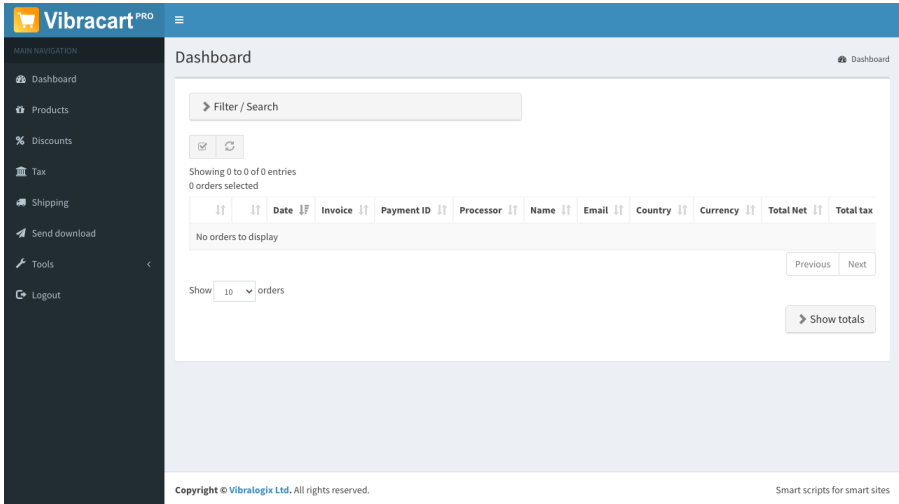 Vibracart PRO
MAIN NAVIGATION
Dashboard
Products
Discounts
Tax
Shipping
Send download
Tools
Logout
Dashboard
Dashboard
Filter / Search
Showing 0 to 0 of 0 entries
0 orders selected
Date Invoice Payment ID Processor Name Email Country Currency Total Net Total tax
No orders to display
Previous Next
Show 10 orders
Show totals
Copyright © Vibralogix Ltd. All rights reserved.
Smart scripts for smart sites